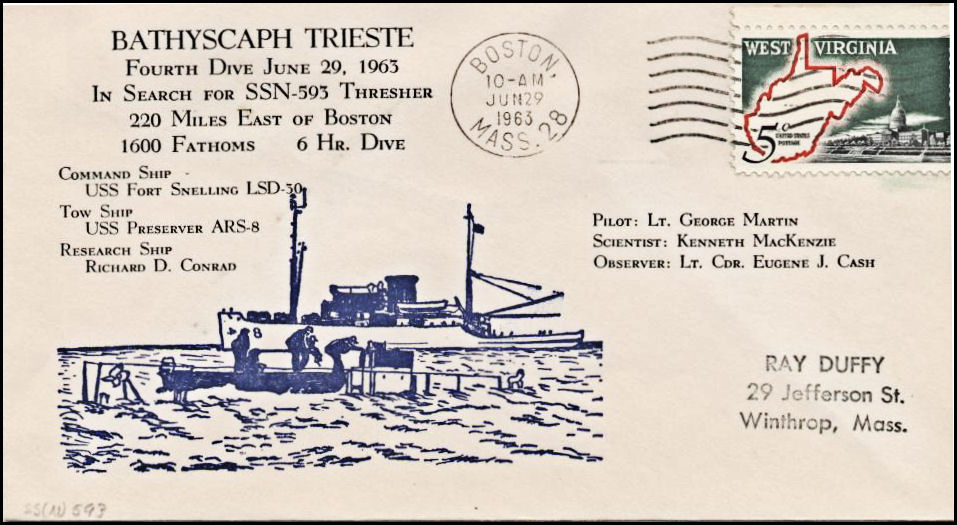 BATHYSCAPH TRIESTE
FOURTH DIVE JUNE 29, 1963
IN SEARCH FOR SSN-593 THRESHER
220 MILES EAST OF BOSTON
1600 FATHOMS 6 HR. DIVE
COMMAND SHIP
USS FORT SNELLING LSD-30
TOW SHIP
USS PRESERVER ARS-8
RESEARCH SHIP
RICHARD D. CONRAD
BOSTON,
10-AM
JUN 29
1963
MASS. 28
WEST VIRGINIA
5c
UNITED STATES
POSTAGE
PILOT: LT. GEORGE MARTIN
SCIENTIST: KENNETH MACKENZIE
OBSERVER: LT. CDR. EUGENE J. CASH
8
RAY DUFFY
29 Jefferson St.
Winthrop, Mass.
SS(N) 593